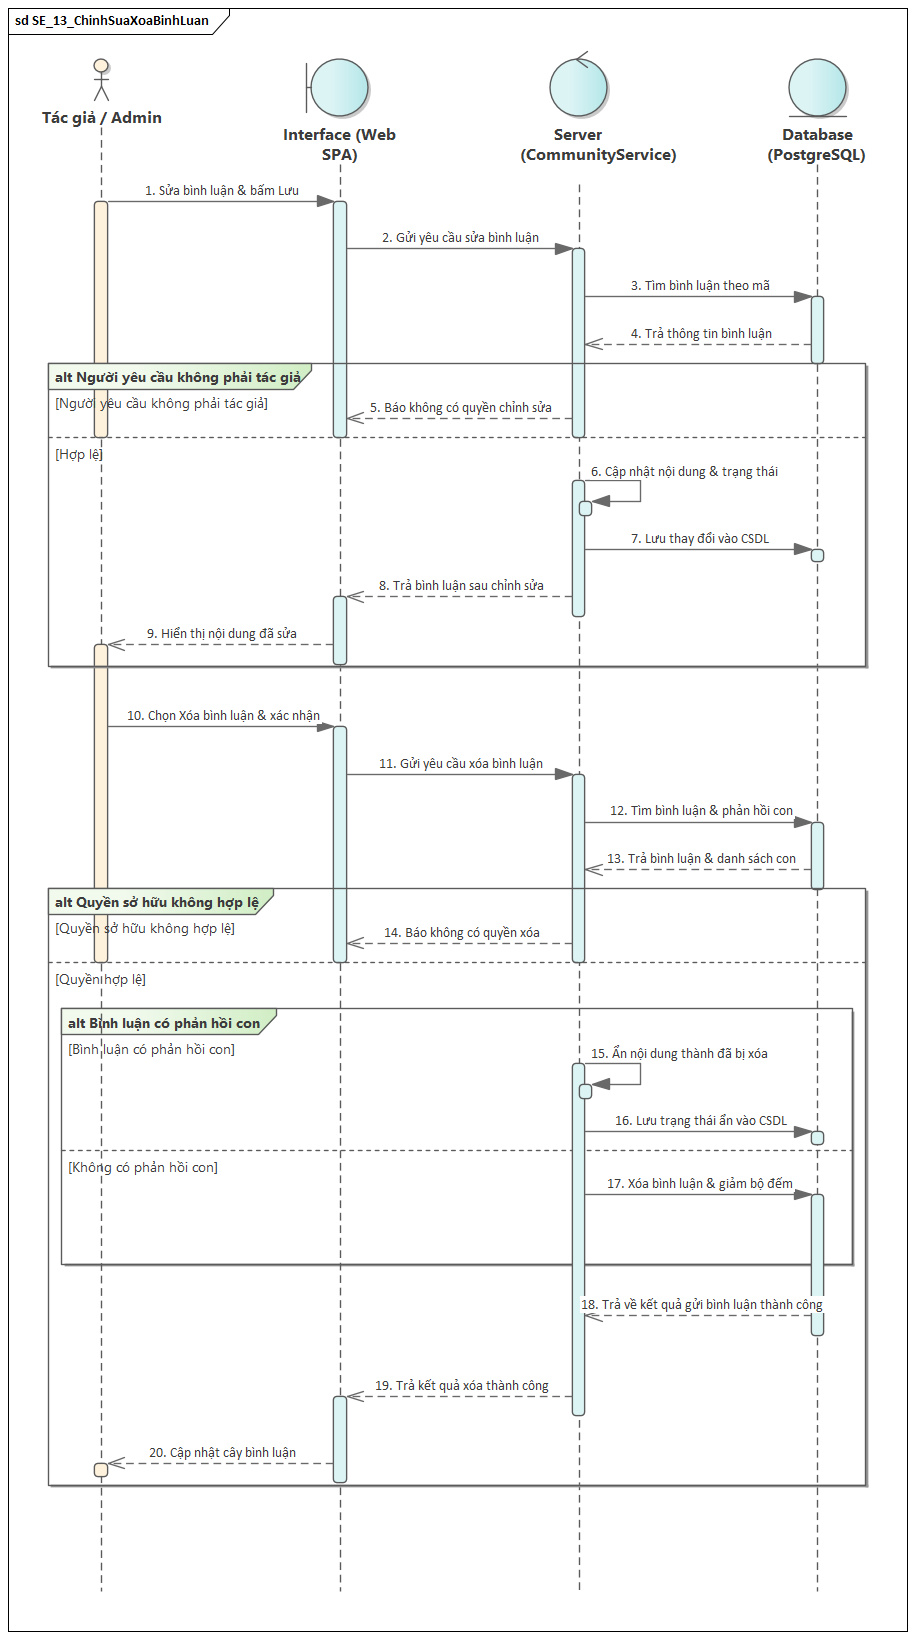 sd SE_13_ChinhSuaXoaBinhLuan
Tác giả / Admin
Interface (Web
SPA)
Server
(CommunityService)
Database
(PostgreSQL)
1. Sửa bình luận & bấm Lưu
2. Gửi yêu cầu sửa bình luận
3. Tìm bình luận theo mã
4. Trả thông tin bình luận
alt Người yêu cầu không phải tác giả
[Người yêu cầu không phải tác giả]
5. Báo không có quyền chỉnh sửa
[Hợp lệ]
6. Cập nhật nội dung & trạng thái
7. Lưu thay đổi vào CSDL
8. Trả bình luận sau chỉnh sửa
9. Hiển thị nội dung đã sửa
10. Chọn Xóa bình luận & xác nhận
11. Gửi yêu cầu xóa bình luận
12. Tìm bình luận & phản hồi con
13. Trả bình luận & danh sách con
alt Quyền sở hữu không hợp lệ
[Quyền sở hữu không hợp lệ]
14. Báo không có quyền xóa
[Quyền hợp lệ]
alt Bình luận có phản hồi con
[Bình luận có phản hồi con]
15. Ẩn nội dung thành đã bị xóa
16. Lưu trạng thái ẩn vào CSDL
[Không có phản hồi con]
17. Xóa bình luận & giảm bộ đếm
18. Trả về kết quả gửi bình luận thành công
19. Trả kết quả xóa thành công
20. Cập nhật cây bình luận